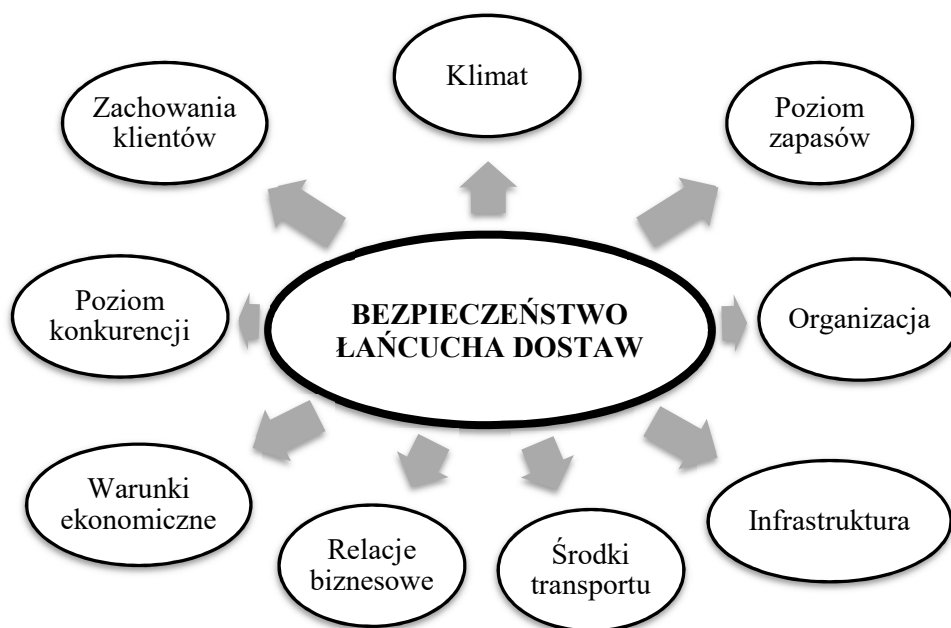 Klimat
Zachowania
klientów
Poziom
zapasów
Poziom
konkurencji
BEZPIECZEŃSTWO
ŁAŃCUCHA DOSTAW
Organizacja
Warunki
ekonomiczne
Relacje
biznesowe
Środki
transportu
Infrastruktura